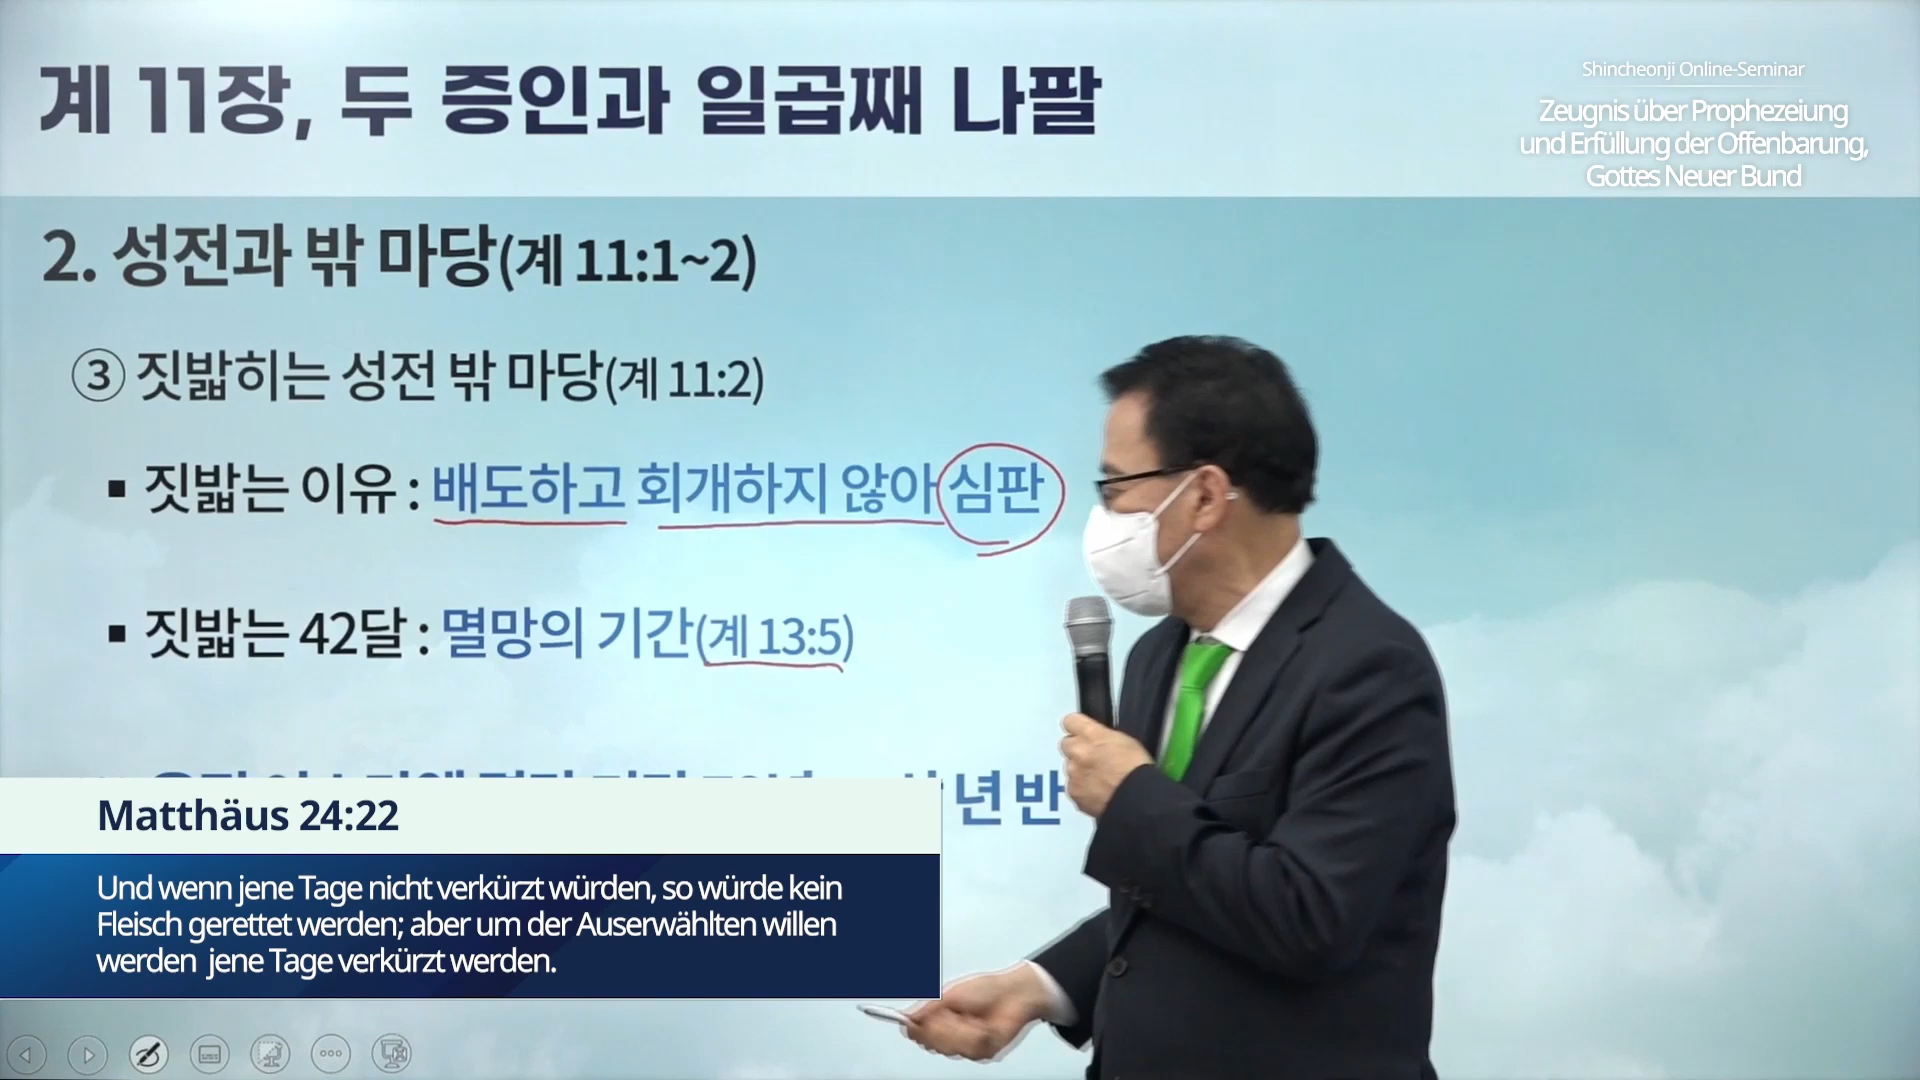 계 11장, 두 증인과 일곱째 나팔
Shincheonji Online-Seminar
Zeugnis über Prophezeiung
und Erfüllung der Offenbarung,
Gottes Neuer Bund
2. 성전과 밖 마당(계 11:1~2)
③ 짓밟히는 성전 밖 마당(계 11:2)
▪ 짓밟는 이유 : 배도하고 회개하지 않아 심판
▪ 짓밟는 42달 : 멸망의 기간(계 13:5)
년 반
Matthäus 24:22
Und wenn jene Tage nicht verkürzt würden, so würde kein
Fleisch gerettet werden; aber um der Auserwählten willen
werden jene Tage verkürzt werden.